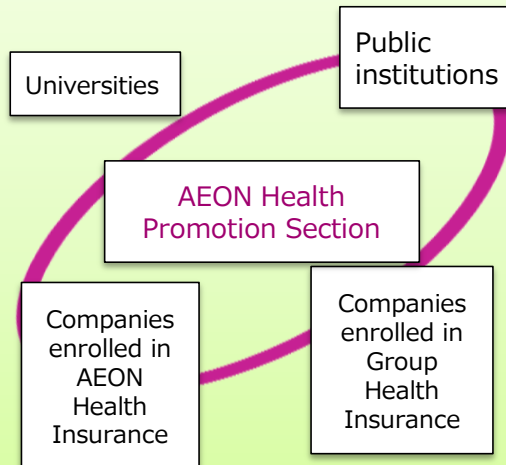 Public
institutions
Universities
AEON Health
Promotion Section
Companies
enrolled in
AEON
Health
Insurance
Companies
enrolled in
Group
Health
Insurance